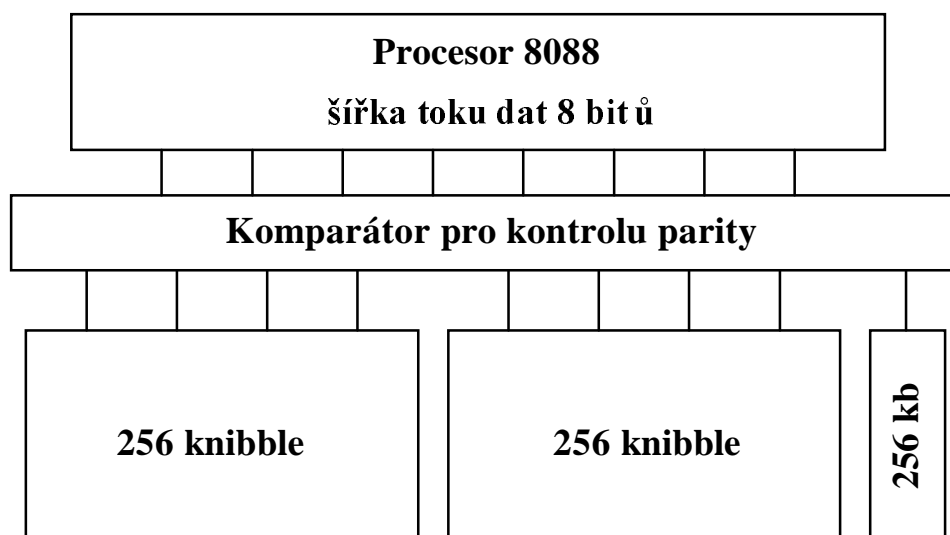 Procesor 8088
šířka toku dat 8 bitů
Komparátor pro kontrolu parity
256 knibble
256 knibble
256 kb